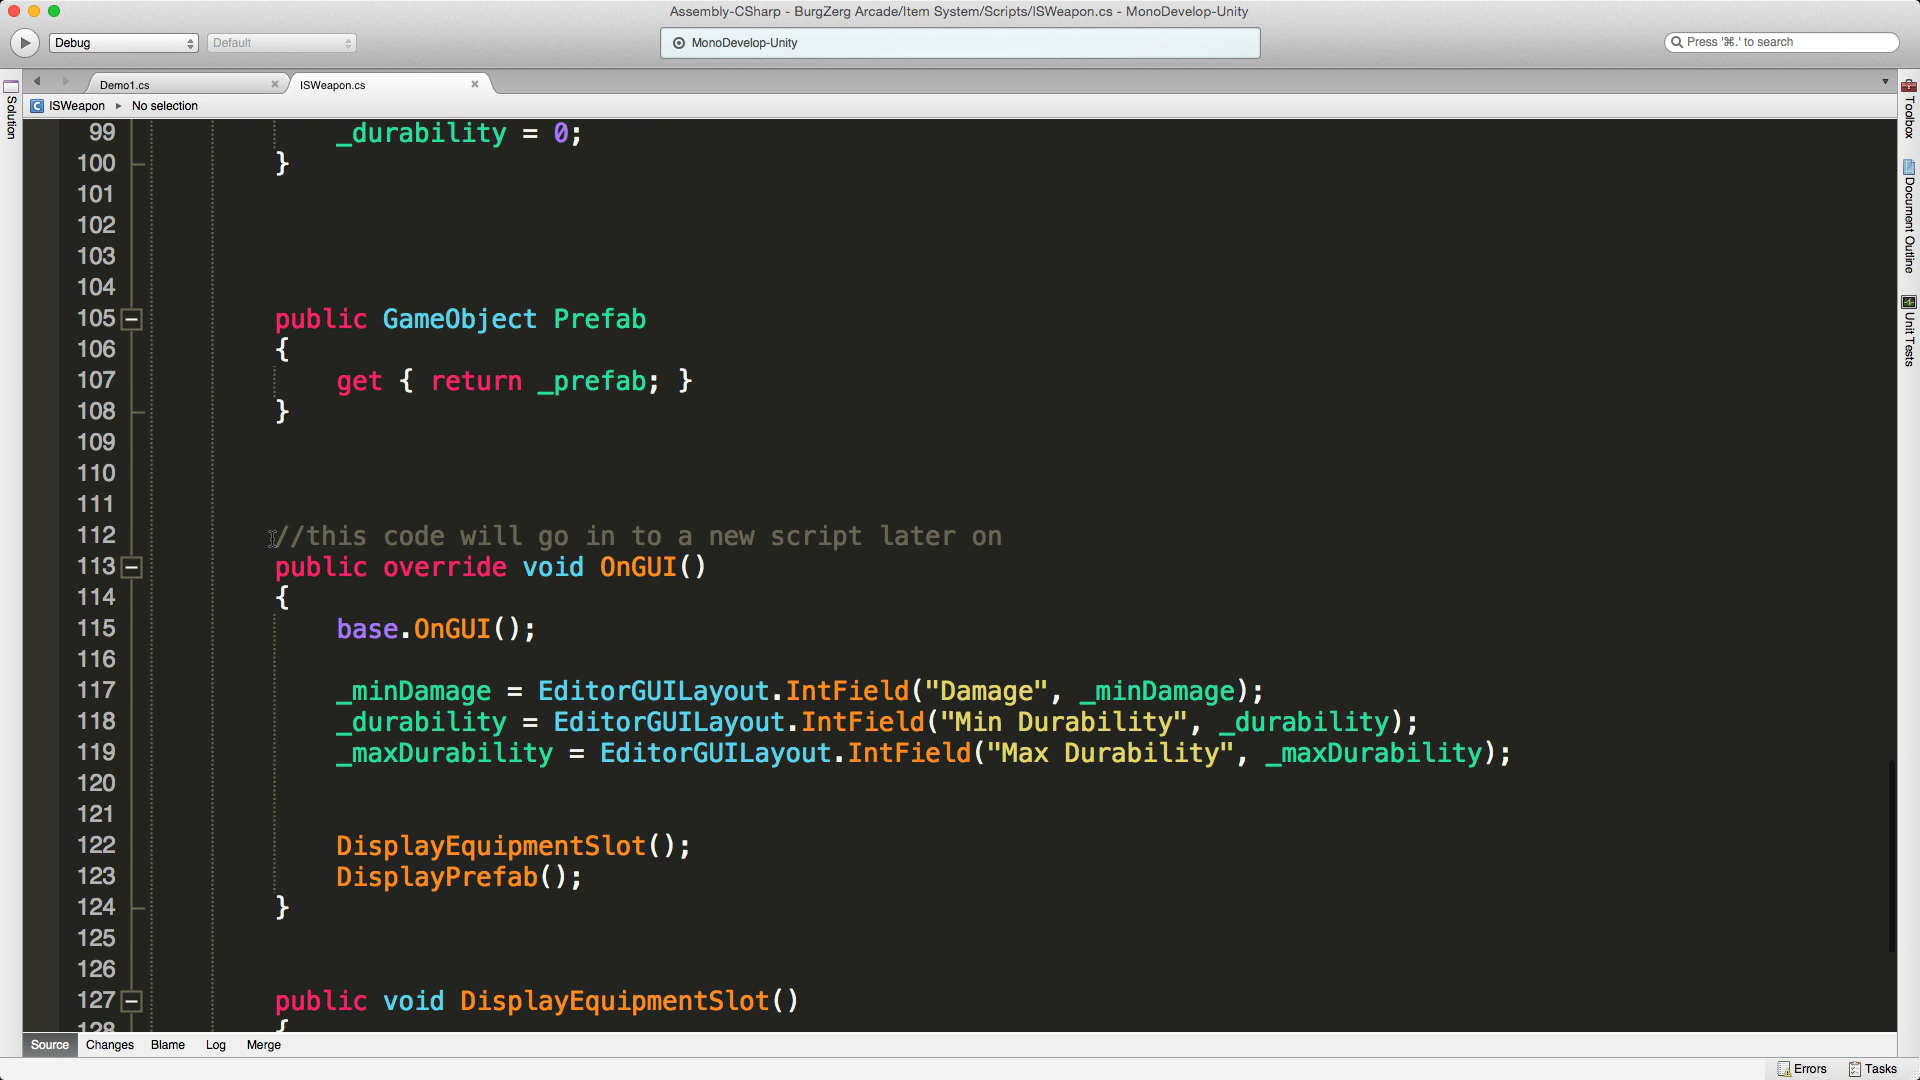 Assembly-CSharp - BurgZerg Arcade/Item System/Scripts/ISWeapon.cs - MonoDevelop-Unity
Debug
Default
MonoDevelop-Unity
Press '⌘.' to search
Solution
Demo1.cs
ISWeapon.cs
ISWeapon
No selection
99 _durability = 0;
100 }
101
102
103
104
105 public GameObject Prefab
106 {
107 get { return _prefab; }
108 }
109
110
111
112 //this code will go in to a new script later on
113 public override void OnGUI()
114 {
115 base.OnGUI();
116
117 _minDamage = EditorGUILayout.IntField("Damage", _minDamage);
118 _durability = EditorGUILayout.IntField("Min Durability", _durability);
119 _maxDurability = EditorGUILayout.IntField("Max Durability", _maxDurability);
120
121
122 DisplayEquipmentSlot();
123 DisplayPrefab();
124 }
125
126
127 public void DisplayEquipmentSlot()
128 {
Toolbox
Document Outline
Unit Tests
Source
Changes
Blame
Log
Merge
Errors
Tasks